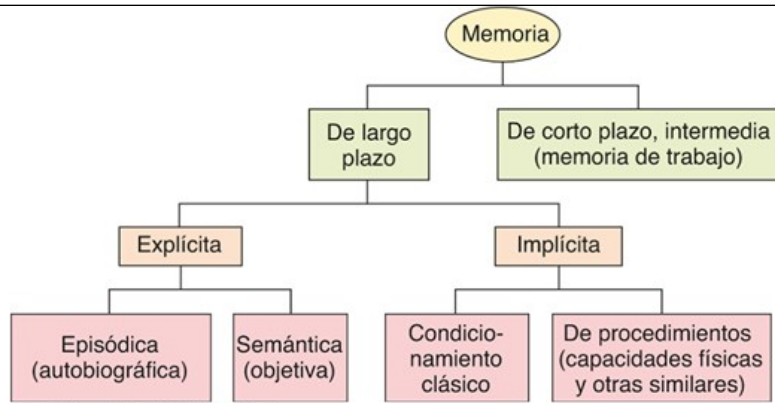 Memoria
De largo
plazo
De corto plazo, intermedia
(memoria de trabajo)
Explícita
Implícita
Episódica
(autobiográfica)
Semántica
(objetiva)
Condicio-
namiento
clásico
De procedimientos
(capacidades físicas
y otras similares)